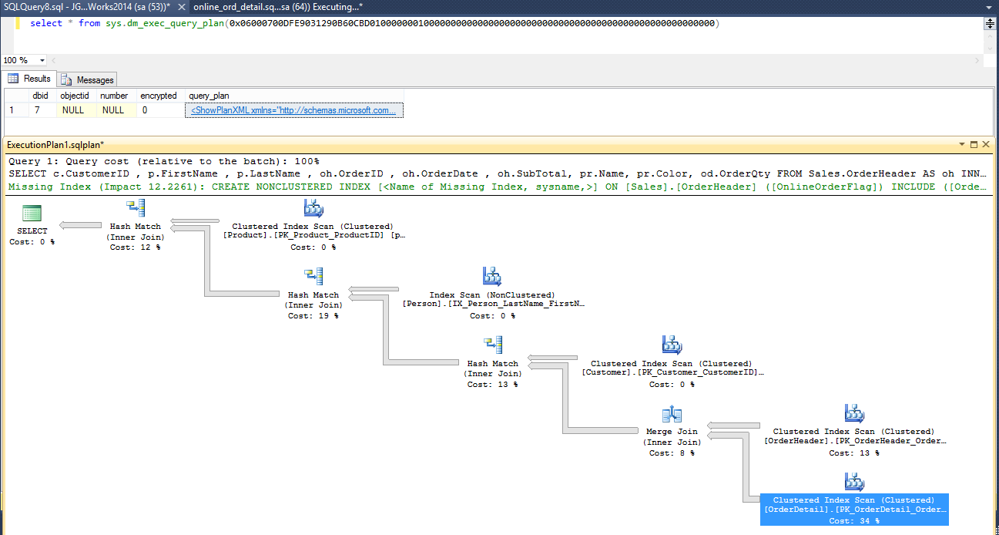 SQLQuery8.sql - JG...Works2014 (sa (53))* online_ord_detail.sq...sa (64)) Executing...*
select * from sys.dm_exec_query_plan(
100 %
Results Messages
dbid objectid number encrypted query_plan
1 7 NULL NULL 0 <ShowPlanXML xmlns="http://schemas.microsoft.com...
ExecutionPlan1.sqlplan*
Query 1: Query cost (relative to the batch): 100%
SELECT c.CustomerID , p.FirstName , p.LastName , oh.OrderID , oh.OrderDate , oh.SubTotal, pr.Name, pr.Color, od.OrderQty FROM Sales.OrderHeader AS oh INN...
Missing Index (Impact 12.2261): CREATE NONCLUSTERED INDEX [<Name of Missing Index, sysname,>] ON [Sales].[OrderHeader] ([OnlineOrderFlag]) INCLUDE ([Orde...
SELECT
Cost: 0 %
Hash Match
(Inner Join)
Cost: 12 %
Clustered Index Scan (Clustered)
[Product].[PK_Product_ProductID] [p...
Cost: 0 %
Hash Match
(Inner Join)
Cost: 19 %
Index Scan (NonClustered)
[Person].[IX_Person_LastName_FirstN...
Cost: 0 %
Hash Match
(Inner Join)
Cost: 13 %
Clustered Index Scan (Clustered)
[Customer].[PK_Customer_CustomerID]...
Cost: 0 %
Merge Join
(Inner Join)
Cost: 8 %
Clustered Index Scan (Clustered)
[OrderHeader].[PK_OrderHeader_Order...
Cost: 13 %
Clustered Index Scan (Clustered)
[OrderDetail].[PK_OrderDetail_Order...
Cost: 34 %